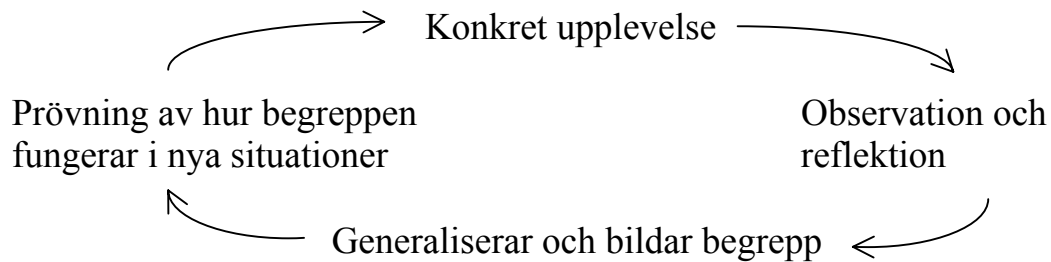 Konkret upplevelse
Prövning av hur begreppen
fungerar i nya situationer
Observation och
reflektion
Generaliserar och bildar begrepp